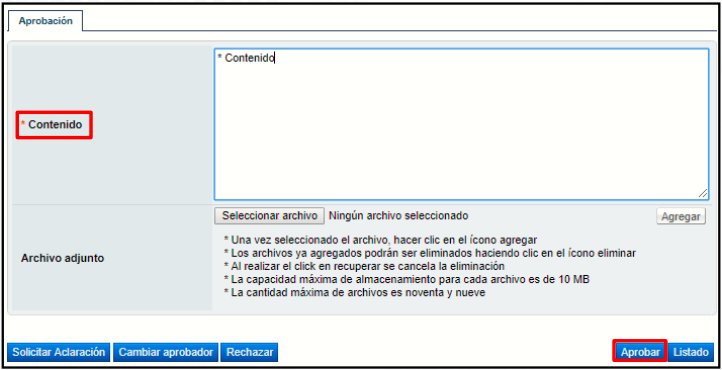 Aprobación
* Contenido
* Contenido
Seleccionar archivo Ningún archivo seleccionado Agregar
Archivo adjunto
* Una vez seleccionado el archivo, hacer clic en el ícono agregar
* Los archivos ya agregados podrán ser eliminados haciendo clic en el ícono eliminar
* Al realizar el click en recuperar se cancela la eliminación
* La capacidad máxima de almacenamiento para cada archivo es de 10 MB
* La cantidad máxima de archivos es noventa y nueve
Solicitar Aclaración Cambiar aprobador Rechazar Aprobar Listado